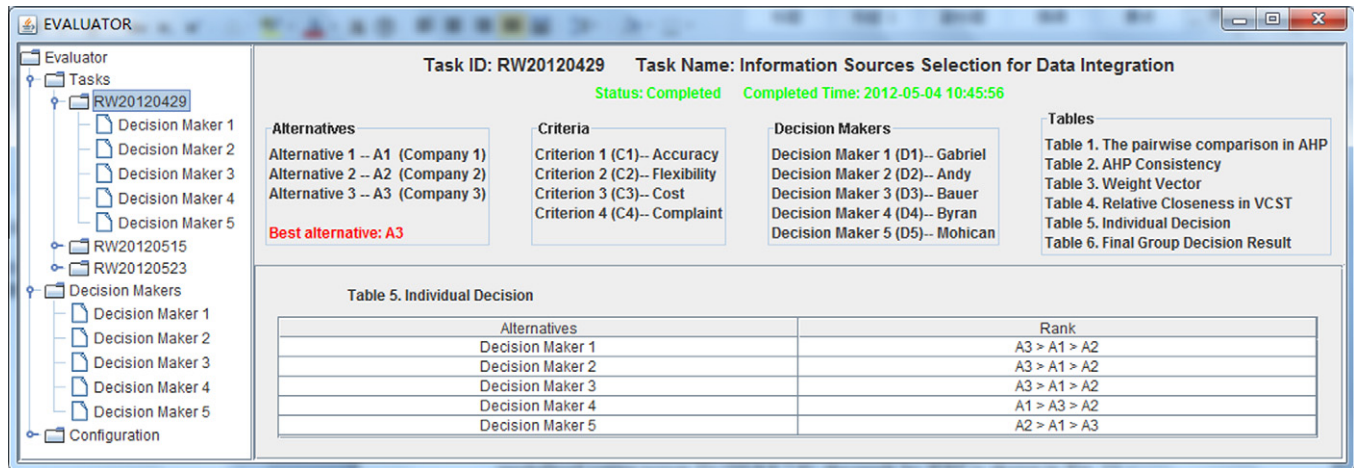 EVALUATOR
Evaluator
Tasks
RW20120429
Decision Maker 1
Decision Maker 2
Decision Maker 3
Decision Maker 4
Decision Maker 5
RW20120515
RW20120523
Decision Makers
Decision Maker 1
Decision Maker 2
Decision Maker 3
Decision Maker 4
Decision Maker 5
Configuration
Task ID: RW20120429 Task Name: Information Sources Selection for Data Integration
Status: Completed Completed Time: 2012-05-04 10:45:56
Alternatives
Alternative 1 -- A1 (Company 1)
Alternative 2 -- A2 (Company 2)
Alternative 3 -- A3 (Company 3)
Best alternative: A3
Criteria
Criterion 1 (C1)-- Accuracy
Criterion 2 (C2)-- Flexibility
Criterion 3 (C3)-- Cost
Criterion 4 (C4)-- Complaint
Decision Makers
Decision Maker 1 (D1)-- Gabriel
Decision Maker 2 (D2)-- Andy
Decision Maker 3 (D3)-- Bauer
Decision Maker 4 (D4)-- Byran
Decision Maker 5 (D5)-- Mohican
Tables
Table 1. The pairwise comparison in AHP
Table 2. AHP Consistency
Table 3. Weight Vector
Table 4. Relative Closeness in VCST
Table 5. Individual Decision
Table 6. Final Group Decision Result
Table 5. Individual Decision
Alternatives Rank
Decision Maker 1 A3 > A1 > A2
Decision Maker 2 A3 > A1 > A2
Decision Maker 3 A3 > A1 > A2
Decision Maker 4 A1 > A3 > A2
Decision Maker 5 A2 > A1 > A3